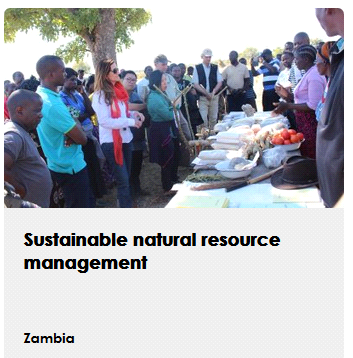 Sustainable natural resource
management
Zambia